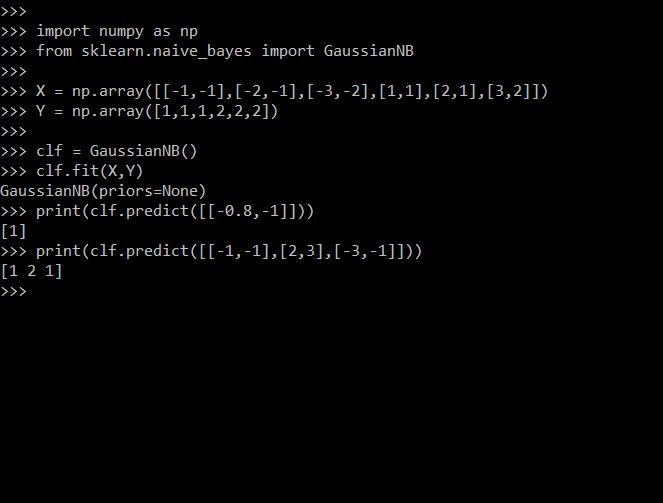 >>>
>>> import numpy as np
>>> from sklearn.naive_bayes import GaussianNB
>>>
>>> X = np.array([[-1,-1],[-2,-1],[-3,-2],[1,1],[2,1],[3,2]])
>>> Y = np.array([1,1,1,2,2,2])
>>>
>>> clf = GaussianNB()
>>> clf.fit(X,Y)
GaussianNB(priors=None)
>>> print(clf.predict([[-0.8,-1]]))
[1]
>>> print(clf.predict([[-1,-1],[2,3],[-3,-1]]))
[1 2 1]
>>>